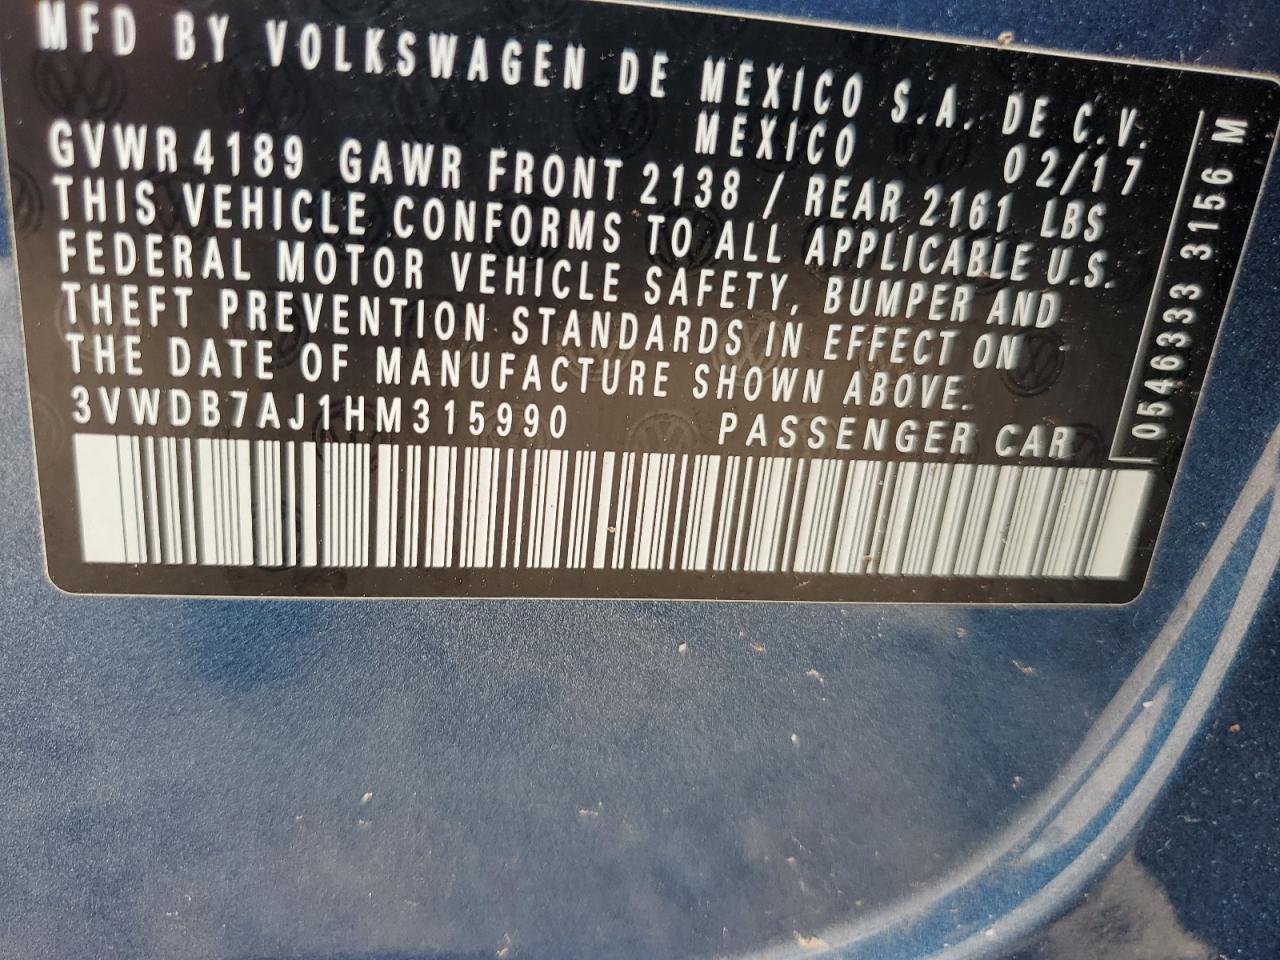 MFD BY VOLKSWAGEN DE MEXICO S.A. DE C.V.
MEXICO 02/17
GVWR 4189 GAWR FRONT 2138 / REAR 2161 LBS
THIS VEHICLE CONFORMS TO ALL APPLICABLE U.S.
FEDERAL MOTOR VEHICLE SAFETY, BUMPER AND
THEFT PREVENTION STANDARDS IN EFFECT ON
THE DATE OF MANUFACTURE SHOWN ABOVE.
3VWDB7AJ1HM315990 PASSENGER CAR
0546333 3156 M